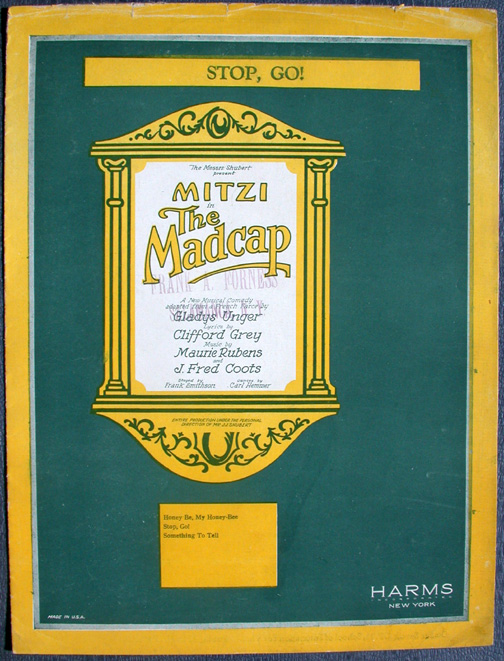 STOP, GO!
The Messrs Shubert
present
MITZI
in
The
Madcap
FRANK A. FORNESS
A New Musical Comedy
adapted from a French Farce by
Gladys Unger
Lyrics by
Clifford Grey
Music by
Maurie Rubens
and
J. Fred Coots
Staged by
Frank Smithson
Dances by
Carl Hemmer
ENTIRE PRODUCTION UNDER THE PERSONAL
DIRECTION OF MR. J.J. SHUBERT
Honey Be, My Honey-Bee
Stop, Go!
Something To Tell
HARMS
INCORPORATED
NEW YORK
MADE IN U.S.A.